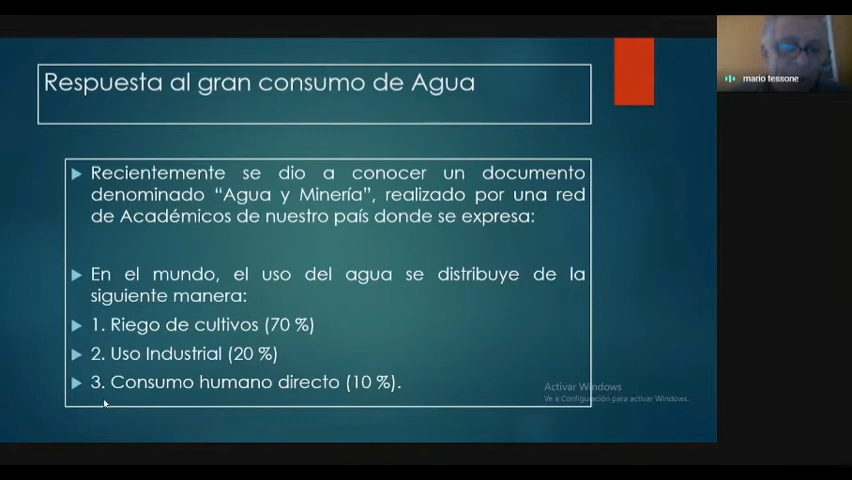 Respuesta al gran consumo de Agua
mario tessone
Recientemente se dio a conocer un documento
denominado “Agua y Minería”, realizado por una red
de Académicos de nuestro país donde se expresa:
En el mundo, el uso del agua se distribuye de la
siguiente manera:
1. Riego de cultivos (70 %)
2. Uso Industrial (20 %)
3. Consumo humano directo (10 %).
Activar Windows
Ve a Configuración para activar Windows.